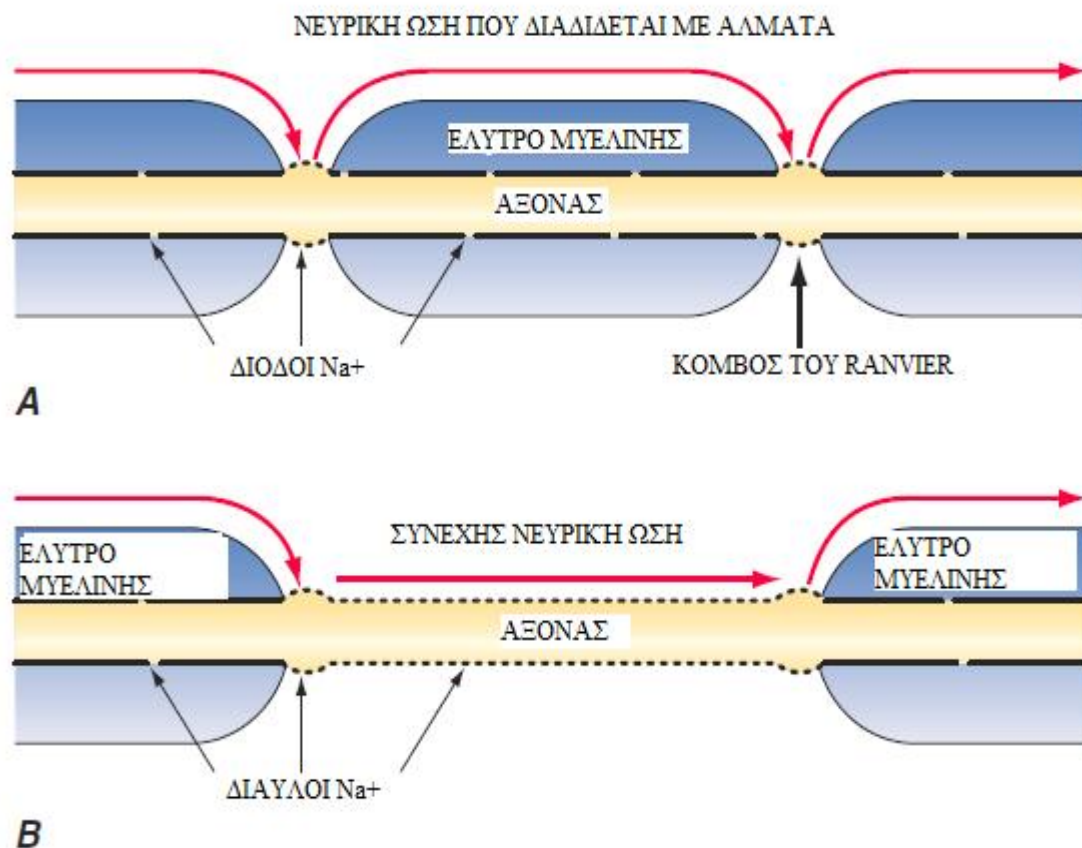 ΝΕΥΡΙΚΗ ΩΣΗ ΠΟΥ ΔΙΑΔΙΔΕΤΑΙ ΜΕ ΑΛΜΑΤΑ
ΕΛΥΤΡΟ ΜΥΕΛΙΝΗΣ
ΑΞΟΝΑΣ
ΔΙΟΔΟΙ Na+
ΚΟΜΒΟΣ ΤΟΥ RANVIER
A
ΣΥΝΕΧΗΣ ΝΕΥΡΙΚΉ ΩΣΗ
ΕΛΥΤΡΟ
ΜΥΕΛΙΝΗΣ
ΕΛΥΤΡΟ
ΜΥΕΛΙΝΗΣ
ΑΞΟΝΑΣ
ΔΙΑΥΛΟΙ Na+
B